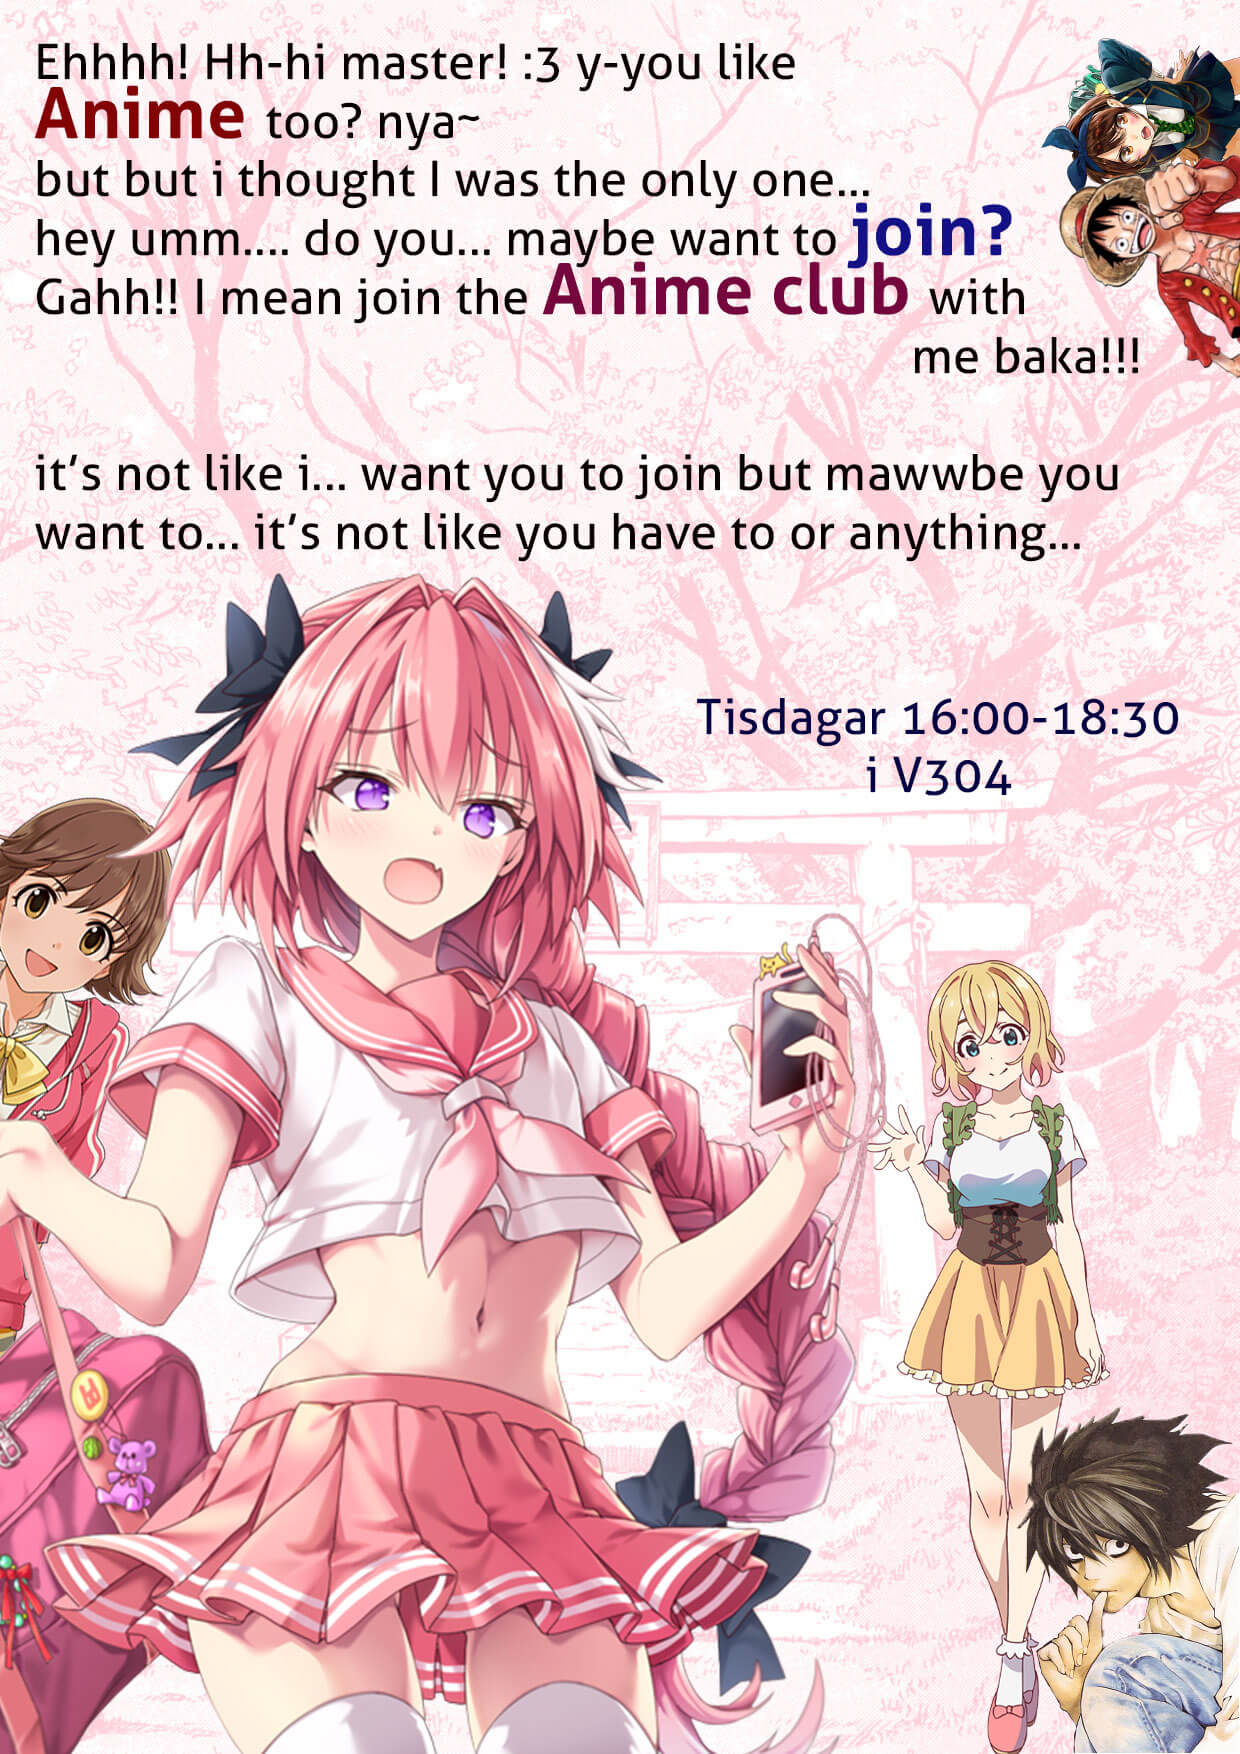 Ehhhh! Hh-hi master! :3 y-you like
Anime too? nya~
but but i thought I was the only one...
hey umm.... do you... maybe want to join?
Gahh!! I mean join the Anime club with
me baka!!!
it's not like i... want you to join but mawwbe you
want to... it's not like you have to or anything...
Tisdagar 16:00-18:30
i V304